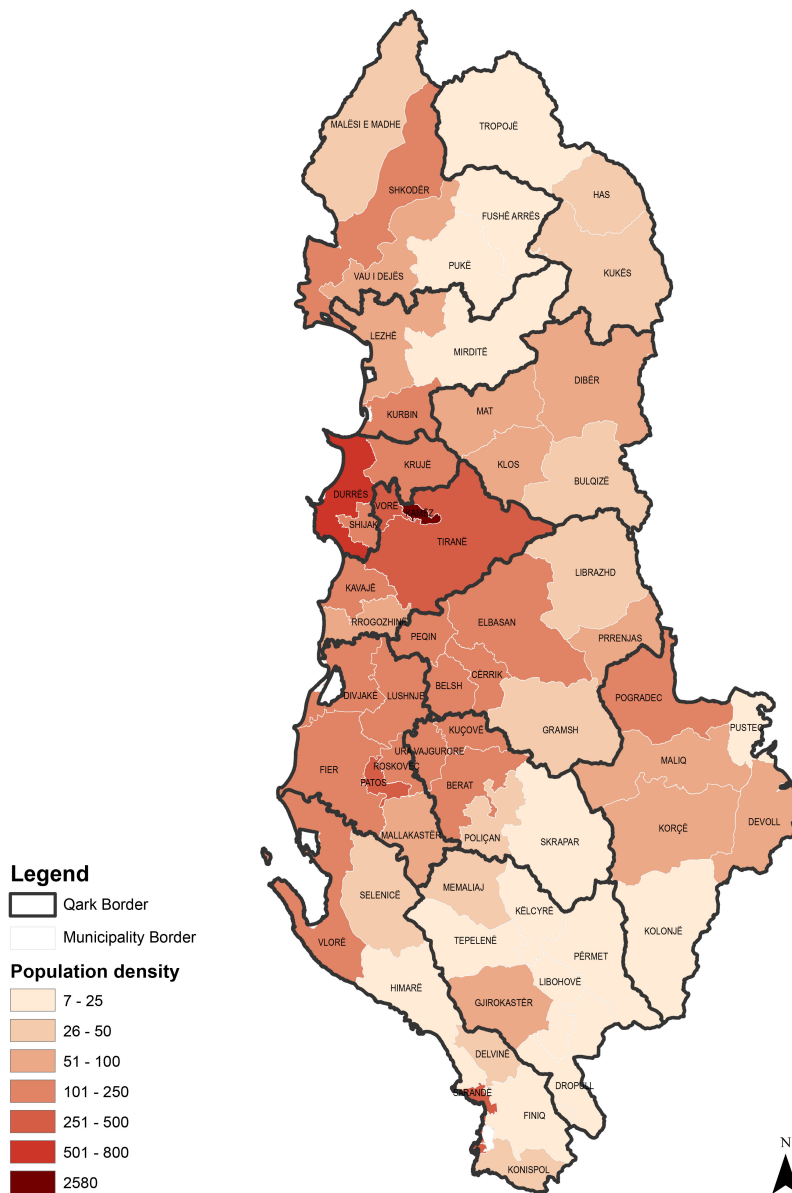 MALËSI E MADHE
TROPOJË
SHKODËR
HAS
FUSHË ARRËS
KUKËS
PUKË
VAU I DEJËS
LEZHË
MIRDITË
DIBËR
KURBIN
MAT
KRUJË
KLOS
BULQIZË
DURRËS
VORË
KAMËZ
SHIJAK
TIRANË
LIBRAZHD
KAVAJË
RROGOZHINË
ELBASAN
PEQIN
PRRENJAS
CËRRIK
BELSH
DIVJAKË
LUSHNJE
POGRADEC
PUSTEC
GRAMSH
KUÇOVË
URA VAJGURORE
MALIQ
ROSKOVEC
FIER
PATOS
BERAT
KORÇË
DEVOLL
MALLAKASTËR
POLIÇAN
SKRAPAR
Legend
Qark Border
Municipality Border
Population density
7 - 25
26 - 50
51 - 100
101 - 250
251 - 500
501 - 800
2580
SELENICË
MEMALIAJ
KËLCYRË
KOLONJË
VLORË
TEPELENË
PËRMET
HIMARË
LIBOHOVË
GJIROKASTËR
DELVINË
SARANDË
DROPULL
FINIQ
KONISPOL
N